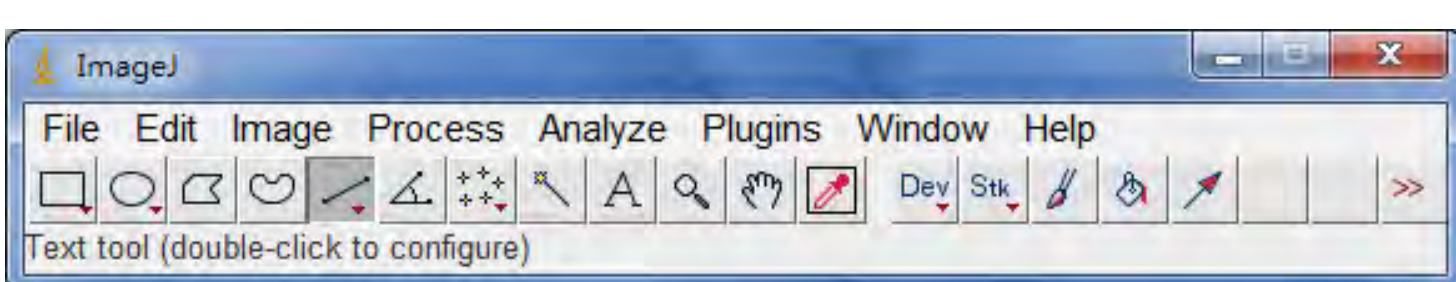 ImageJ
File Edit Image Process Analyze Plugins Window Help
A Dev Stk >>
Text tool (double-click to configure)